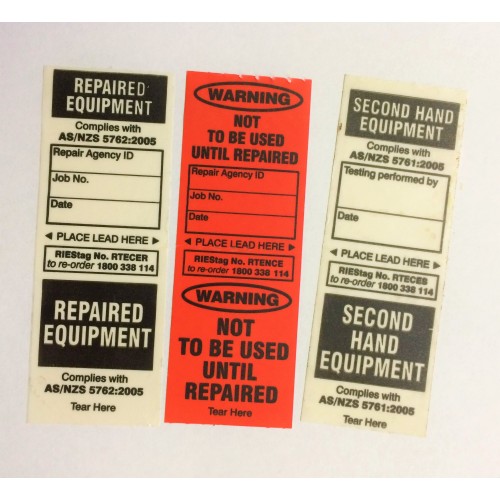 REPAIRED
EQUIPMENT
Complies with
AS/NZS 5762:2005
Repair Agency ID
Job No.
Date
◄ PLACE LEAD HERE ►
RIEStag No. RTECER
to re-order 1800 338 114
REPAIRED
EQUIPMENT
Complies with
AS/NZS 5762:2005
Tear Here
WARNING
NOT
TO BE USED
UNTIL REPAIRED
Repair Agency ID
Job No.
Date
◄ PLACE LEAD HERE ►
RIEStag No. RTENCE
to re-order 1800 338 114
WARNING
NOT
TO BE USED
UNTIL
REPAIRED
Tear Here
SECOND HAND
EQUIPMENT
Complies with
AS/NZS 5761:2005
Testing performed by
Date
◄ PLACE LEAD HERE ►
RIEStag No. RTECES
to re-order 1800 338 114
SECOND
HAND
EQUIPMENT
Complies with
AS/NZS 5761:2005
Tear Here